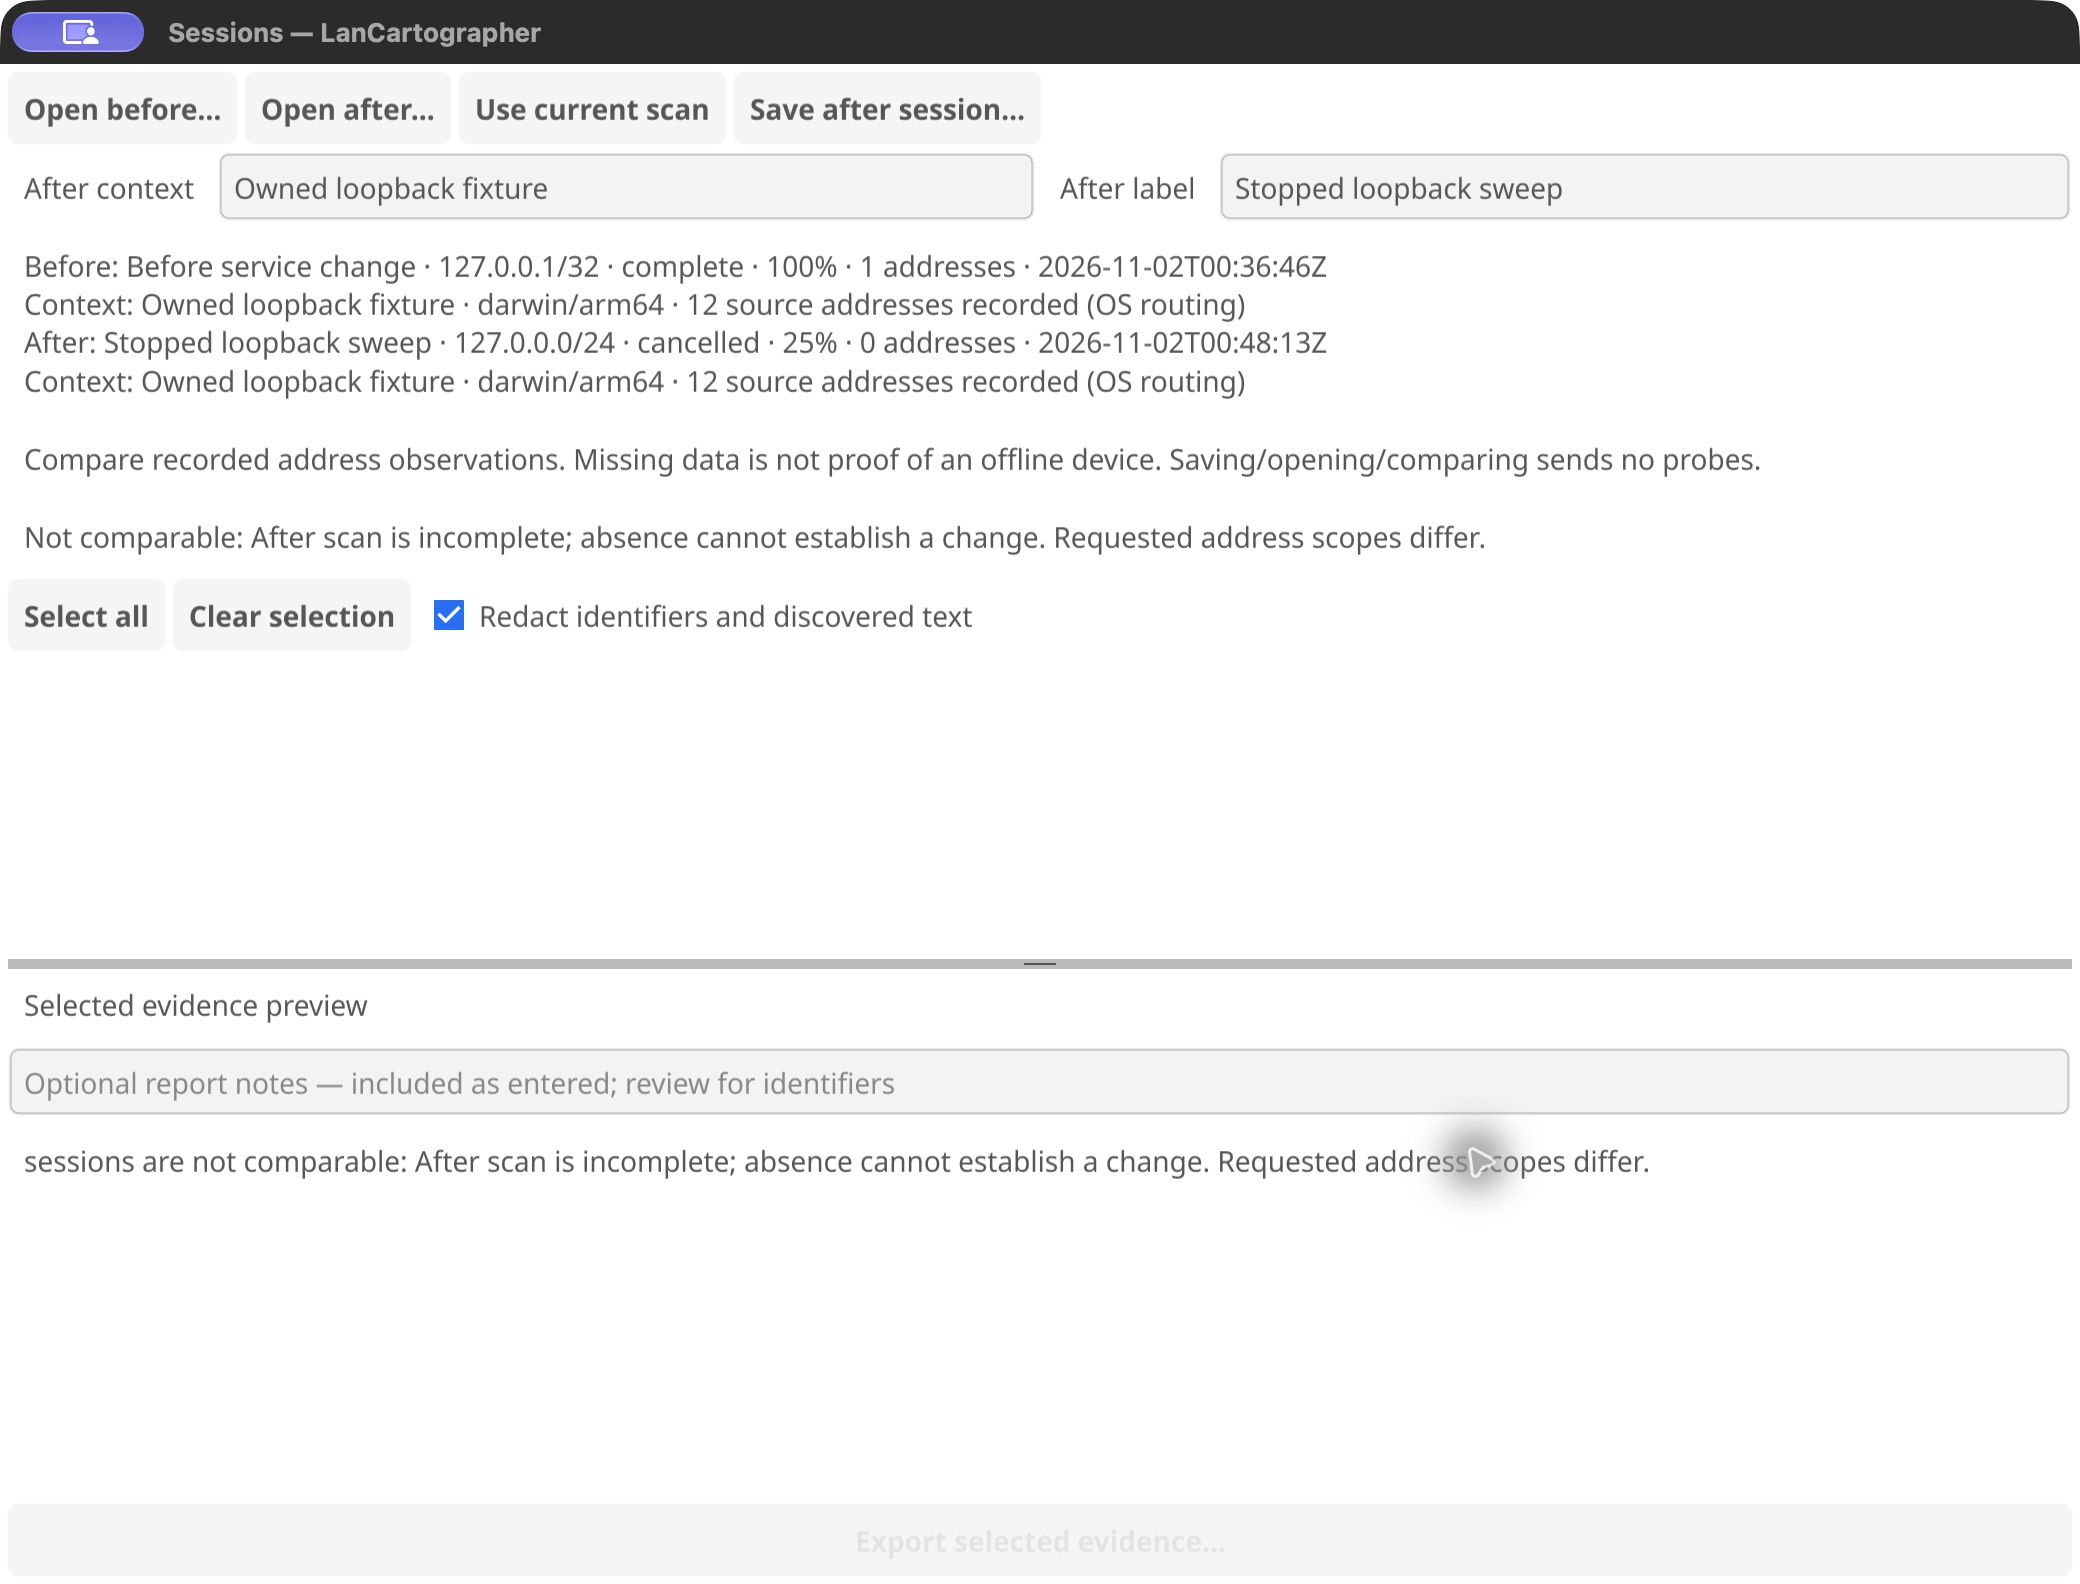 Sessions — LanCartographer
Open before... Open after... Use current scan Save after session...
After context Owned loopback fixture After label Stopped loopback sweep
Before: Before service change · 127.0.0.1/32 · complete · 100% · 1 addresses · 2026-11-02T00:36:46Z
Context: Owned loopback fixture · darwin/arm64 · 12 source addresses recorded (OS routing)
After: Stopped loopback sweep · 127.0.0.0/24 · cancelled · 25% · 0 addresses · 2026-11-02T00:48:13Z
Context: Owned loopback fixture · darwin/arm64 · 12 source addresses recorded (OS routing)
Compare recorded address observations. Missing data is not proof of an offline device. Saving/opening/comparing sends no probes.
Not comparable: After scan is incomplete; absence cannot establish a change. Requested address scopes differ.
Select all Clear selection Redact identifiers and discovered text
Selected evidence preview
Optional report notes — included as entered; review for identifiers
sessions are not comparable: After scan is incomplete; absence cannot establish a change. Requested address scopes differ.
Export selected evidence...